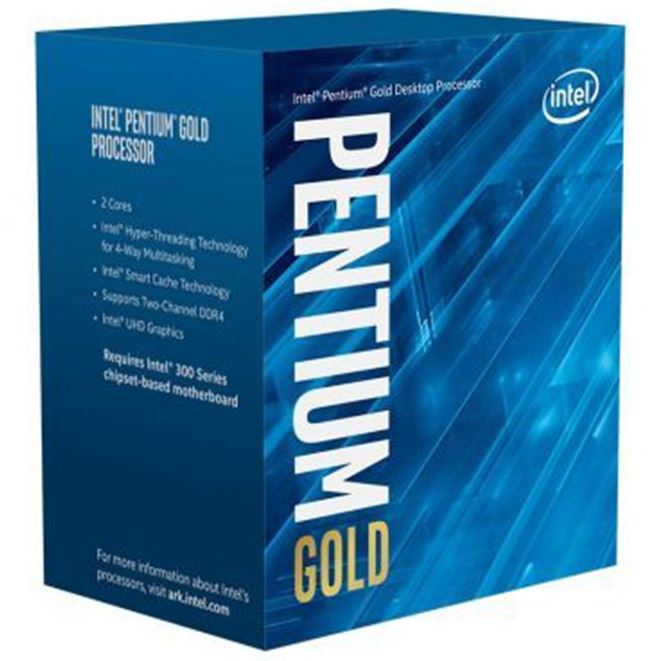 INTEL® PENTIUM® GOLD
PROCESSOR
• 2 Cores
• Intel® Hyper-Threading Technology
for 4-Way Multitasking
• Intel® Smart Cache Technology
• Supports Two-Channel DDR4
• Intel® UHD Graphics
Requires Intel® 300 Series
chipset-based motherboard
For more information about Intel's
processors, visit ark.intel.com
Intel® Pentium® Gold Desktop Processor
intel®
PENTIUM
GOLD